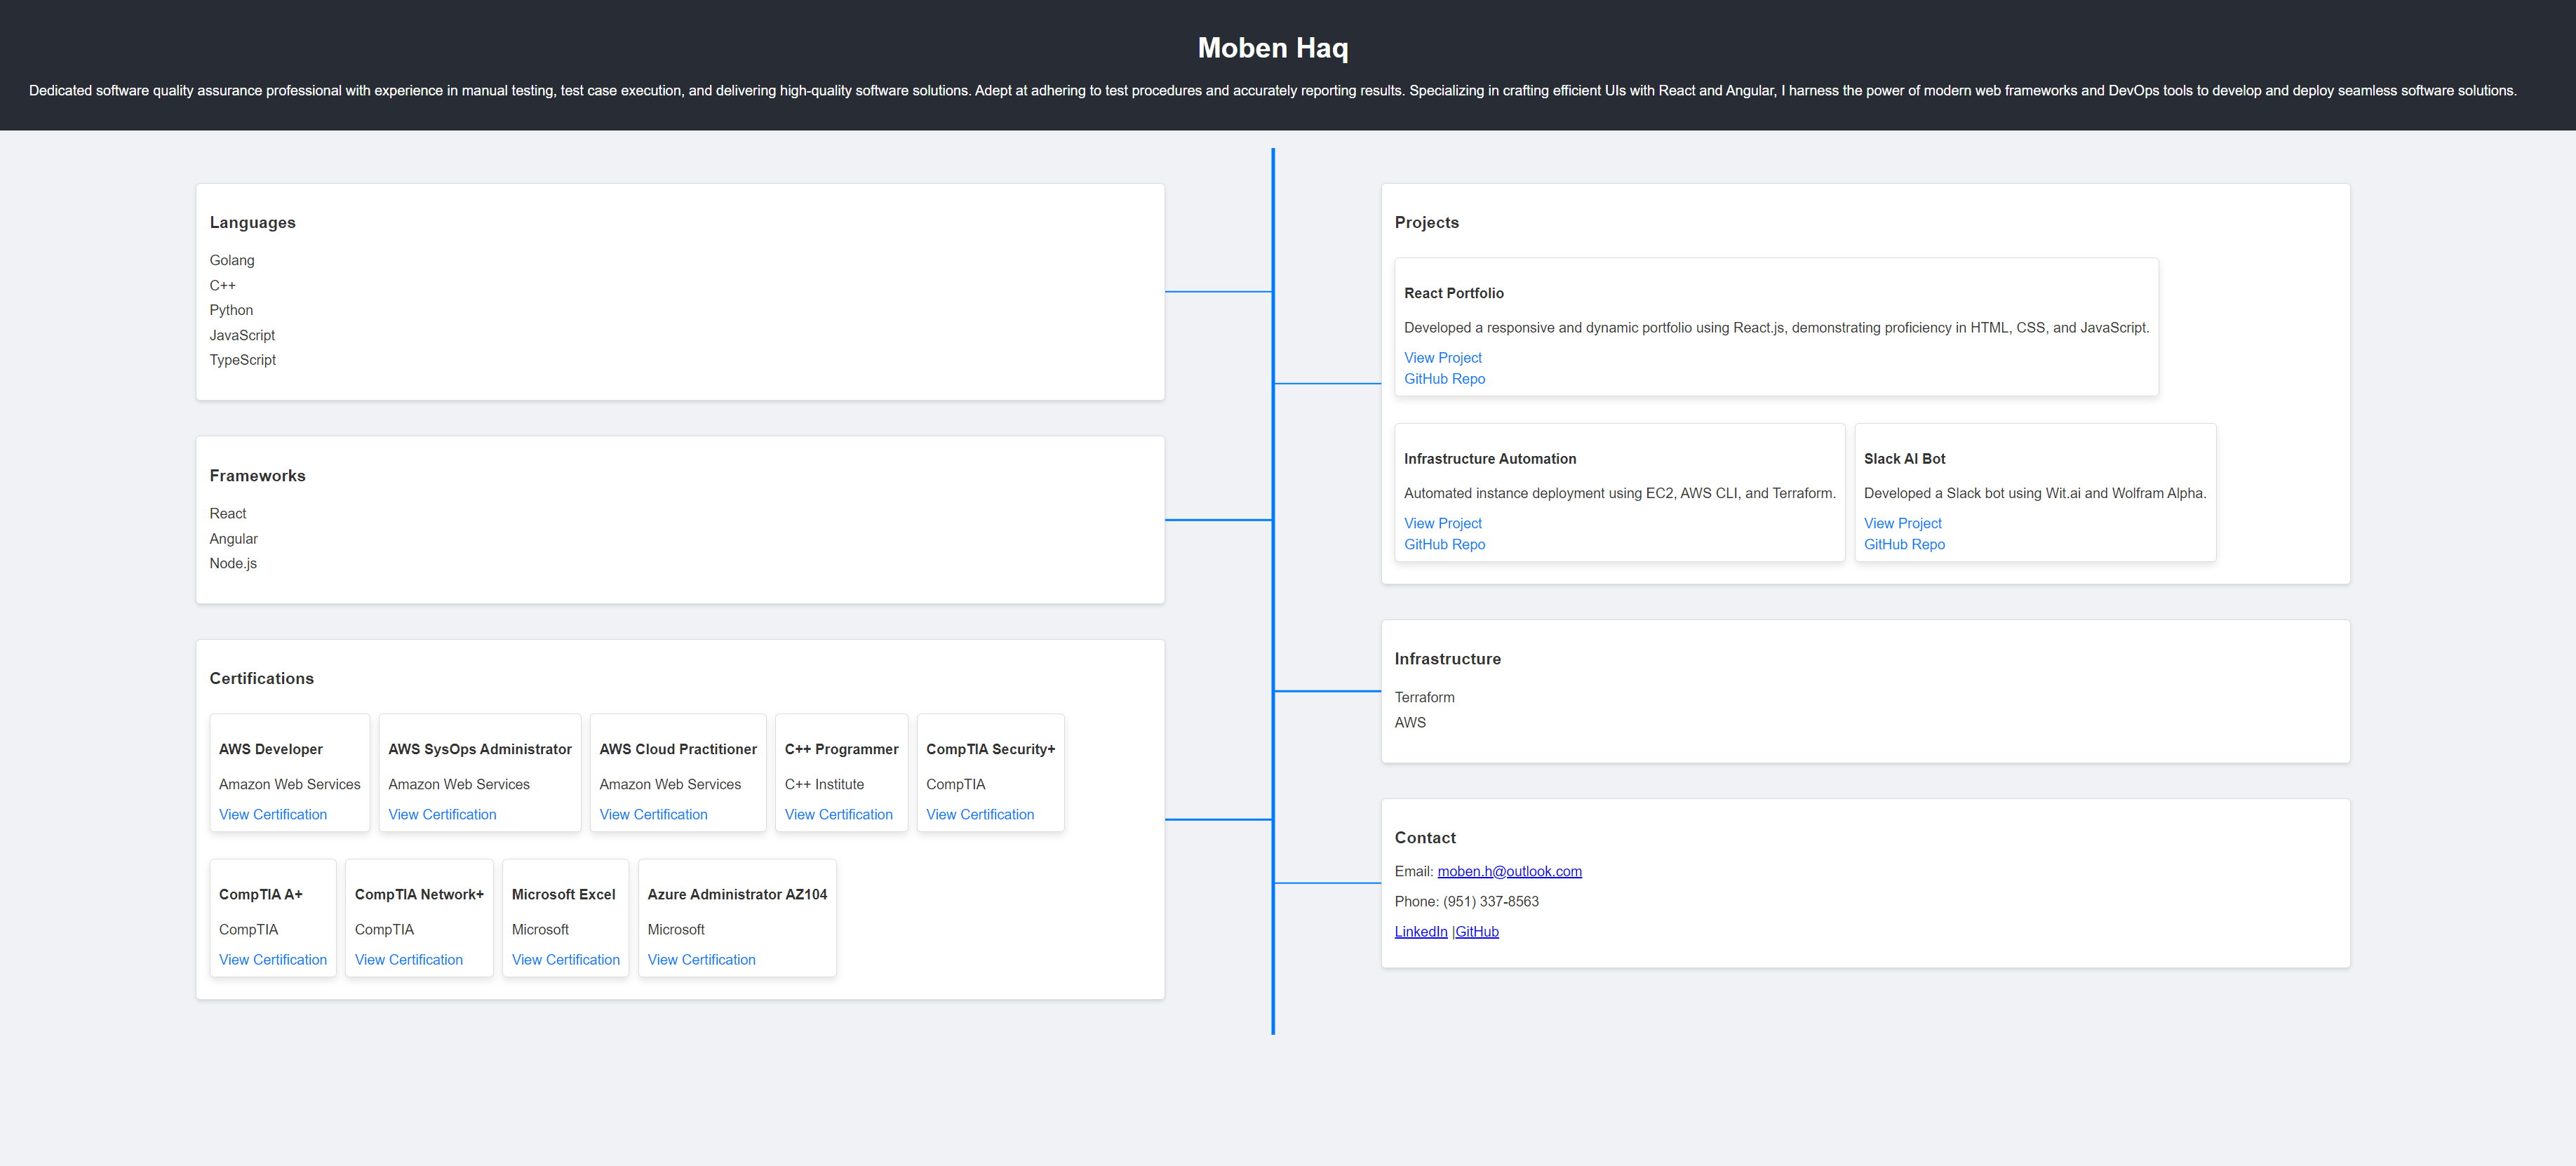 Moben Haq
Dedicated software quality assurance professional with experience in manual testing, test case execution, and delivering high-quality software solutions. Adept at adhering to test procedures and accurately reporting results. Specializing in crafting efficient UIs with React and Angular, I harness the power of modern web frameworks and DevOps tools to develop and deploy seamless software solutions.
Languages
Golang
C++
Python
JavaScript
TypeScript
Frameworks
React
Angular
Node.js
Certifications
AWS Developer
Amazon Web Services
View Certification
AWS SysOps Administrator
Amazon Web Services
View Certification
AWS Cloud Practitioner
Amazon Web Services
View Certification
C++ Programmer
C++ Institute
View Certification
CompTIA Security+
CompTIA
View Certification
CompTIA A+
CompTIA
View Certification
CompTIA Network+
CompTIA
View Certification
Microsoft Excel
Microsoft
View Certification
Azure Administrator AZ104
Microsoft
View Certification
Projects
React Portfolio
Developed a responsive and dynamic portfolio using React.js, demonstrating proficiency in HTML, CSS, and JavaScript.
View Project
GitHub Repo
Infrastructure Automation
Automated instance deployment using EC2, AWS CLI, and Terraform.
View Project
GitHub Repo
Slack AI Bot
Developed a Slack bot using Wit.ai and Wolfram Alpha.
View Project
GitHub Repo
Infrastructure
Terraform
AWS
Contact
Email: moben.h@outlook.com
Phone: (951) 337-8563
LinkedIn |GitHub